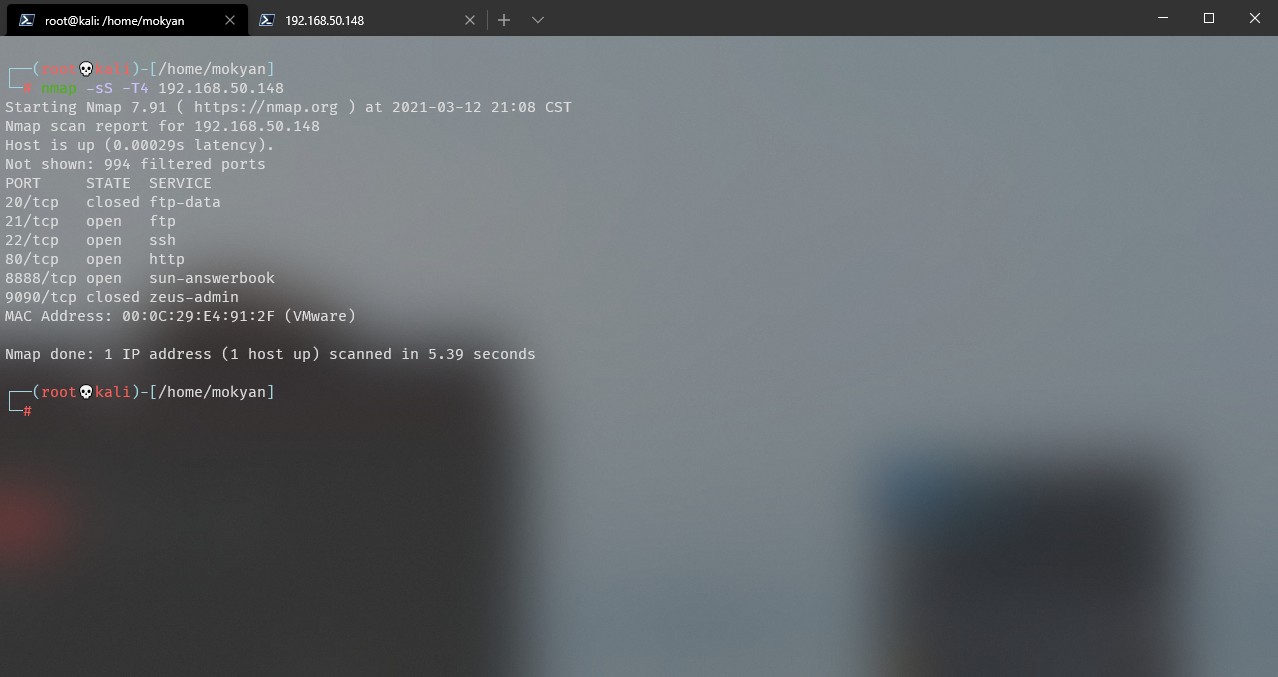 root@kali: /home/mokyan
192.168.50.148
┌──(root💀kali)-[/home/mokyan]
└─# nmap -sS -T4 192.168.50.148
Starting Nmap 7.91 ( https://nmap.org ) at 2021-03-12 21:08 CST
Nmap scan report for 192.168.50.148
Host is up (0.00029s latency).
Not shown: 994 filtered ports
PORT     STATE  SERVICE
20/tcp   closed ftp-data
21/tcp   open   ftp
22/tcp   open   ssh
80/tcp   open   http
8888/tcp open   sun-answerbook
9090/tcp closed zeus-admin
MAC Address: 00:0C:29:E4:91:2F (VMware)
Nmap done: 1 IP address (1 host up) scanned in 5.39 seconds
┌──(root💀kali)-[/home/mokyan]
└─#